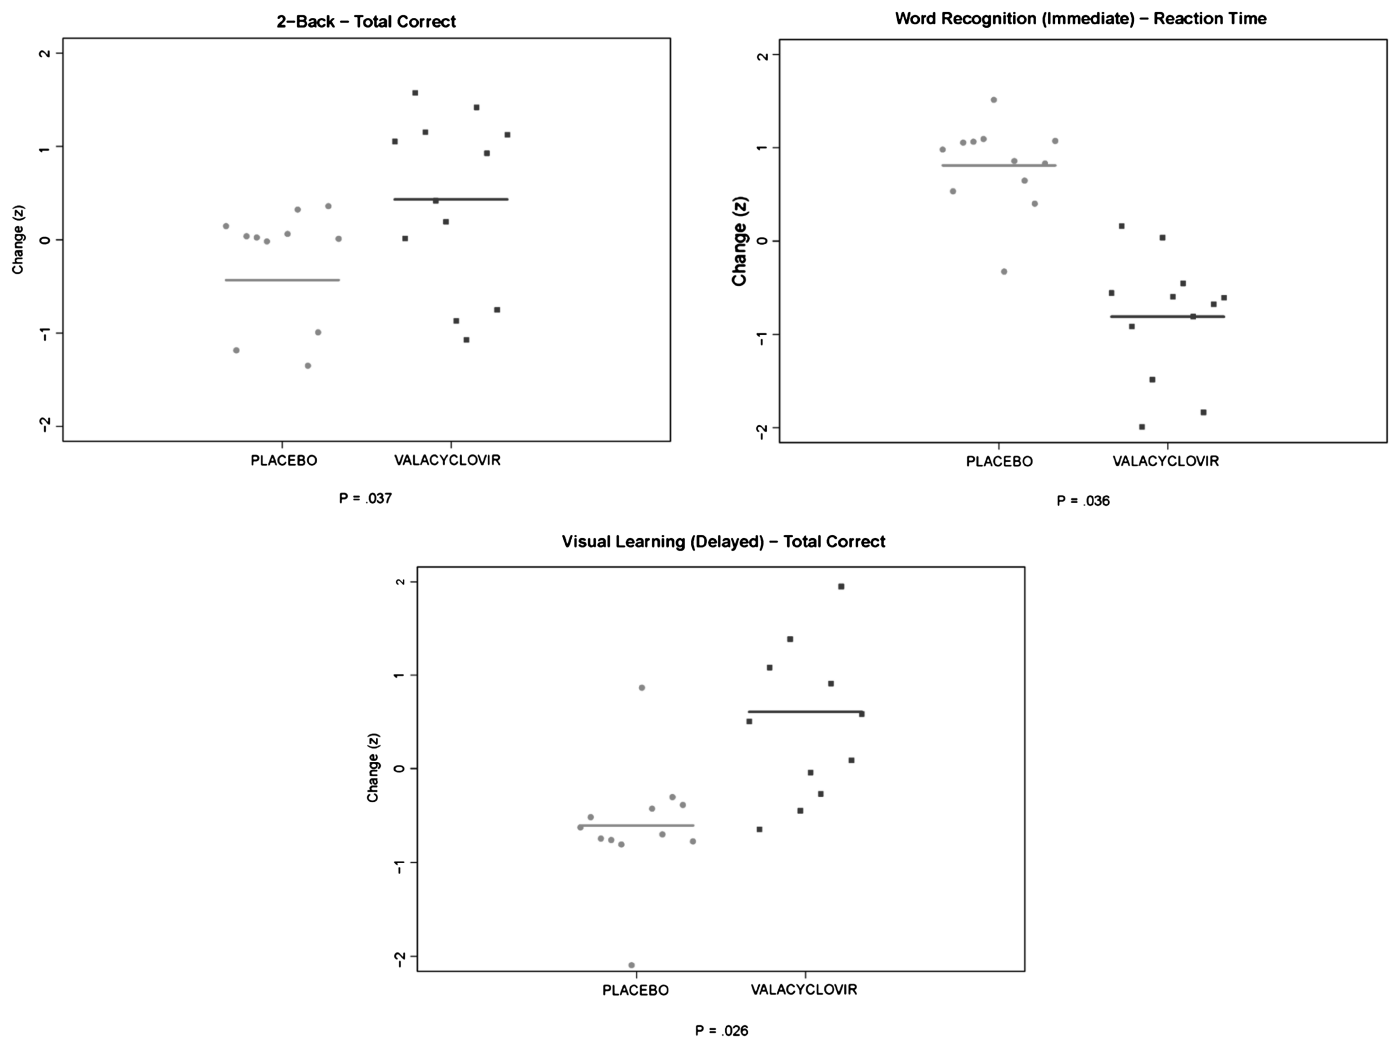 2−Back − Total Correct
Change (z)
2
1
0
-1
-2
PLACEBO
VALACYCLOVIR
P = .037
Word Recognition (Immediate) − Reaction Time
Change (z)
2
1
0
-1
-2
PLACEBO
VALACYCLOVIR
P = .036
Visual Learning (Delayed) − Total Correct
Change (z)
2
1
0
-1
-2
PLACEBO
VALACYCLOVIR
P = .026